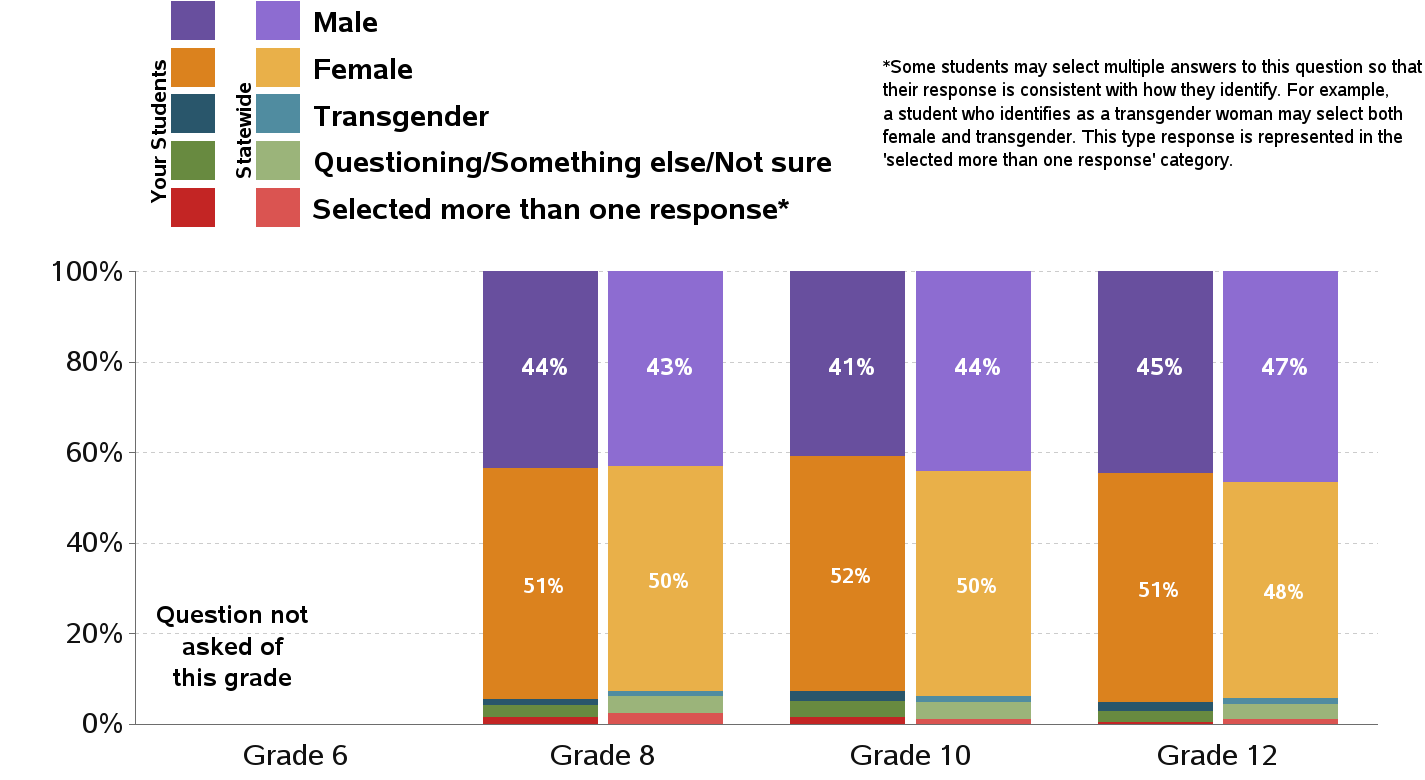 Your Students
Statewide
Male
Female
Transgender
Questioning/Something else/Not sure
Selected more than one response*
*Some students may select multiple answers to this question so that
their response is consistent with how they identify. For example,
a student who identifies as a transgender woman may select both
female and transgender. This type response is represented in the
'selected more than one response' category.
100%
80%
60%
40%
20%
0%
44%
43%
41%
44%
45%
47%
51%
50%
52%
50%
51%
48%
Question not
asked of
this grade
Grade 6
Grade 8
Grade 10
Grade 12